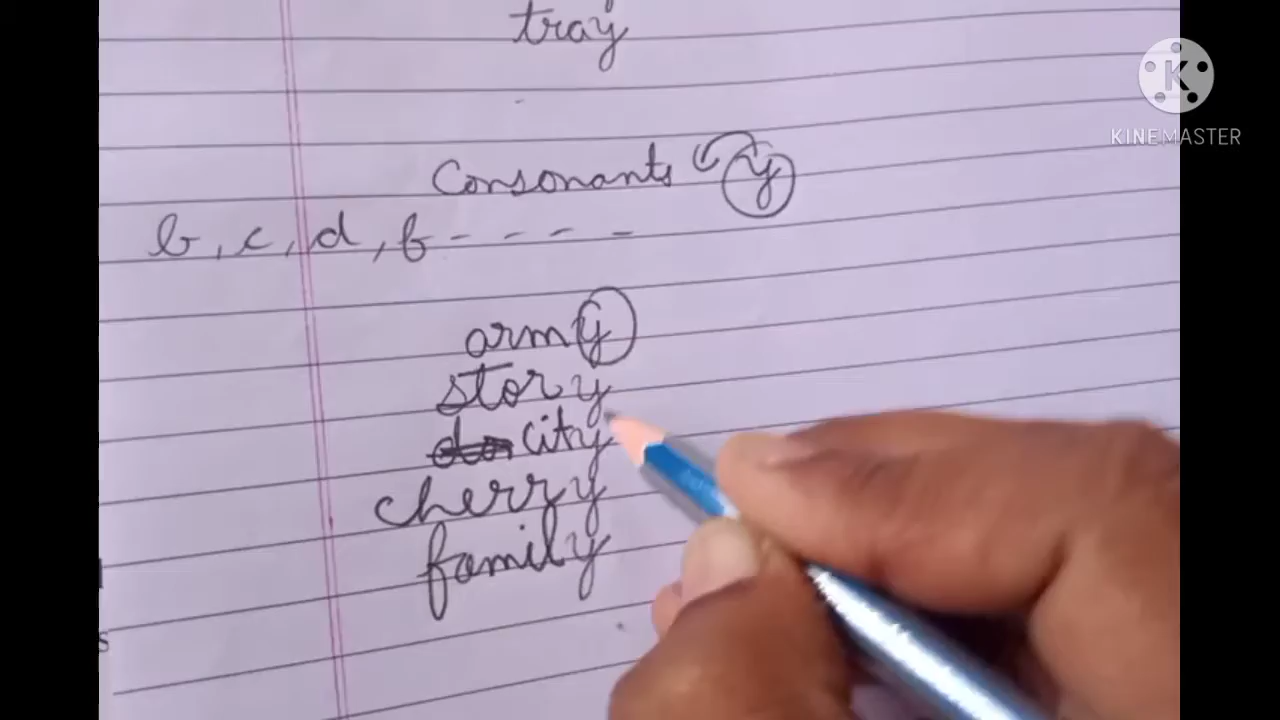 tray
Consonants y
b, c, d, f - - - -
army
story
city
cherry
family
KINEMASTER
s